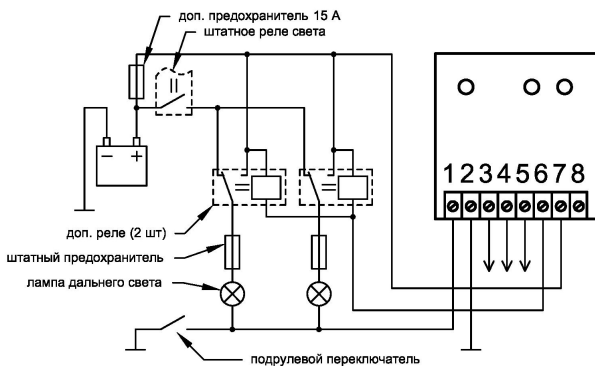 доп. предохранитель 15 А
штатное реле света
− +
1 2 3 4 5 6 7 8
доп. реле (2 шт)
штатный предохранитель
лампа дальнего света
подрулевой переключатель